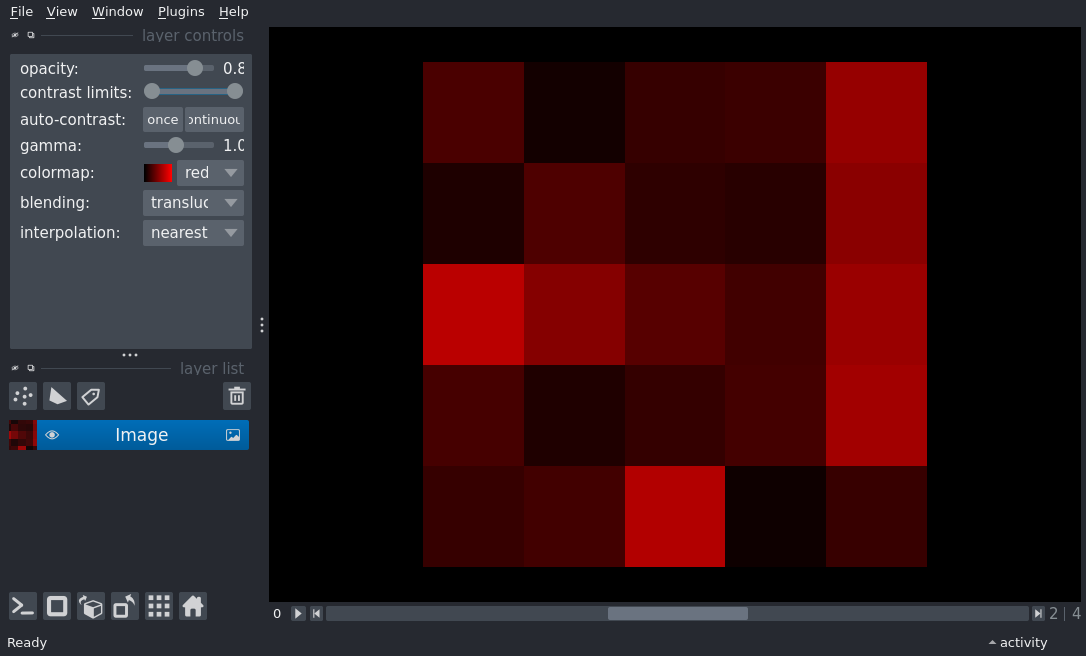 File View Window Plugins Help
layer controls
opacity: 0.8
contrast limits:
auto-contrast: once ontinuou
gamma: 1.0
colormap: red
blending: transluc
interpolation: nearest
layer list
Image
0 2 | 4
Ready activity